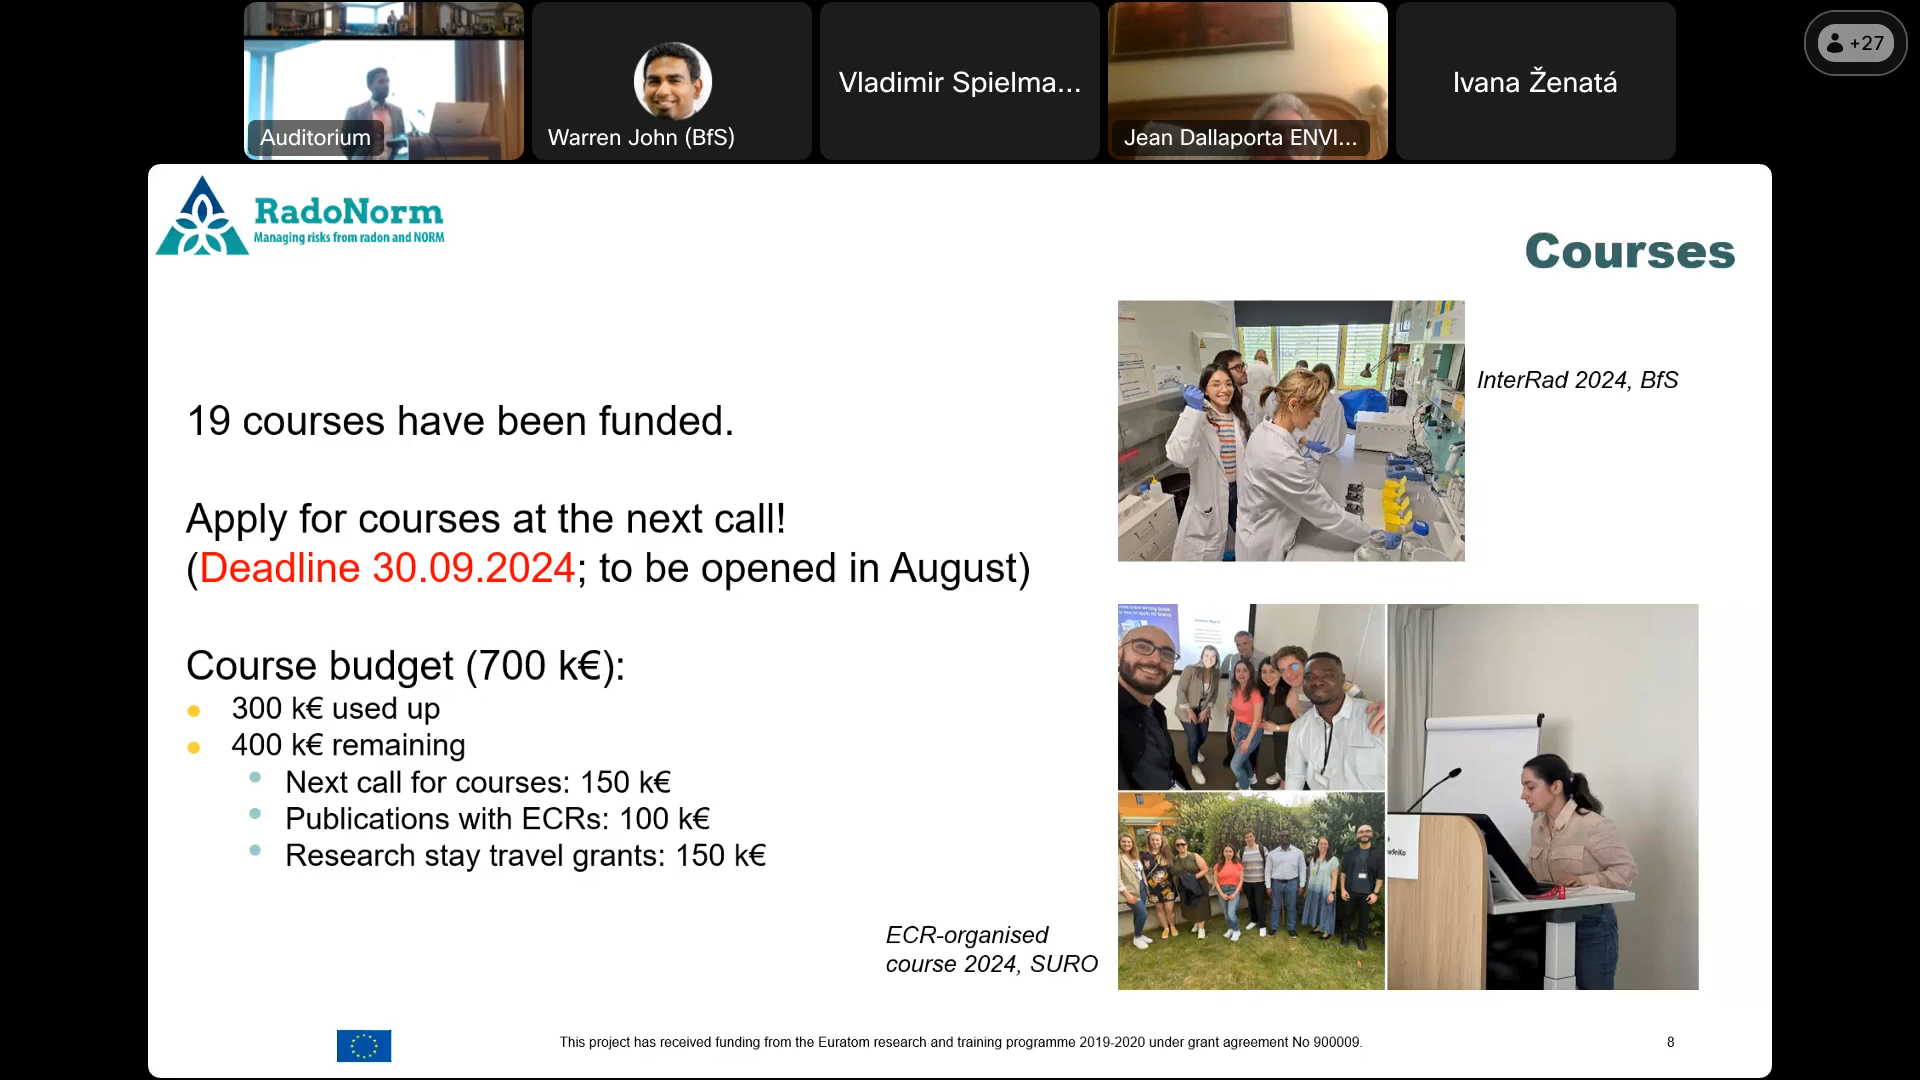 Auditorium
Warren John (BfS)
Vladimir Spielma...
Jean Dallaporta ENVI...
Ivana Ženatá
+27
RadoNorm
Managing risks from radon and NORM
Courses
InterRad 2024, BfS
19 courses have been funded.
Apply for courses at the next call!
(Deadline 30.09.2024; to be opened in August)
Course budget (700 k€):
300 k€ used up
400 k€ remaining
Next call for courses: 150 k€
Publications with ECRs: 100 k€
Research stay travel grants: 150 k€
ECR-organised
course 2024, SURO
This project has received funding from the Euratom research and training programme 2019-2020 under grant agreement No 900009.
8